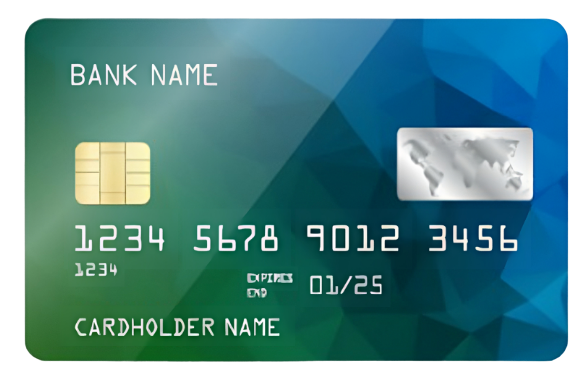 BANK NAME
1234 5678 9012 3456
1234
EXPIRES
END
01/25
CARDHOLDER NAME